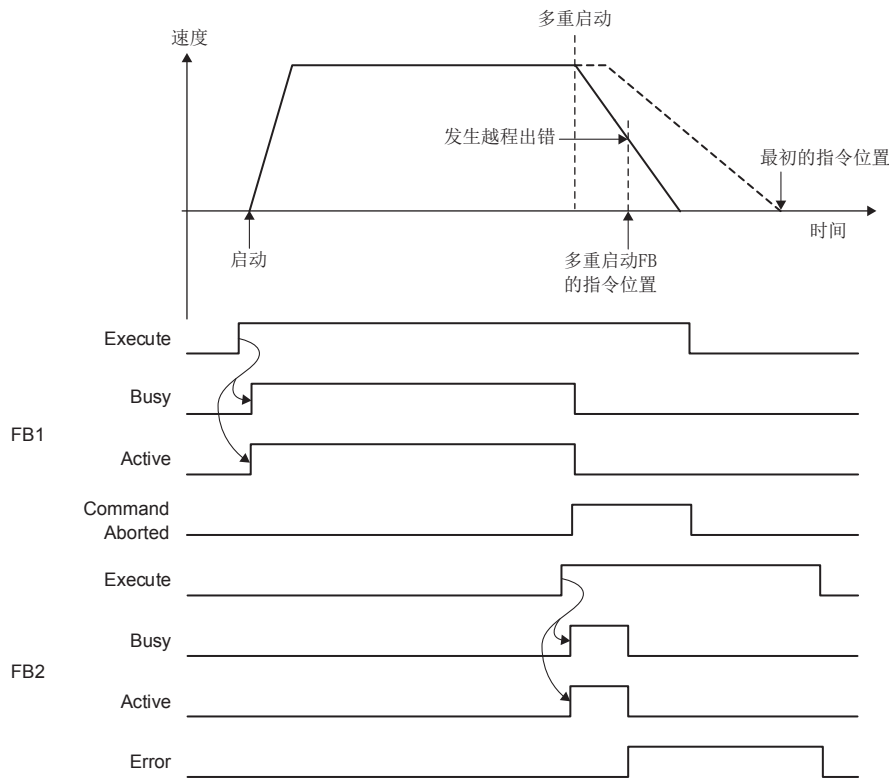 多重启动
速度
发生越程出错
最初的指令位置
时间
启动
多重启动FB
的指令位置
Execute
Busy
FB1
Active
Command
Aborted
Execute
Busy
FB2
Active
Error